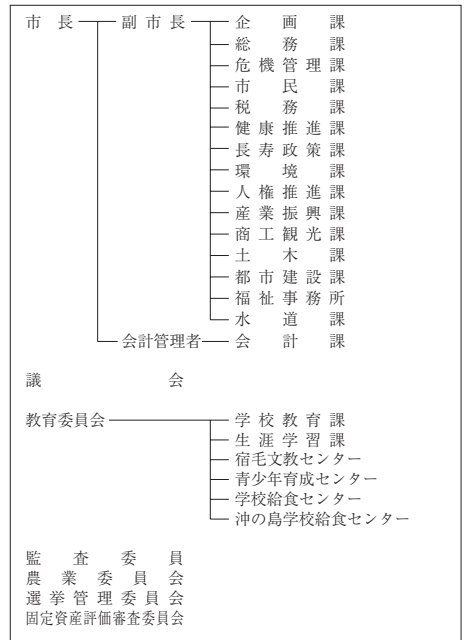 市長 副市長 企画課
総務課
危機管理課
市民課
税務課
健康推進課
長寿政策課
環境課
人権推進課
産業振興課
商工観光課
土木課
都市建設課
福祉事務所
水道課
会計管理者 会計課
議会
教育委員会 学校教育課
生涯学習課
宿毛文教センター
青少年育成センター
学校給食センター
沖の島学校給食センター
監査委員
農業委員会
選挙管理委員会
固定資産評価審査委員会